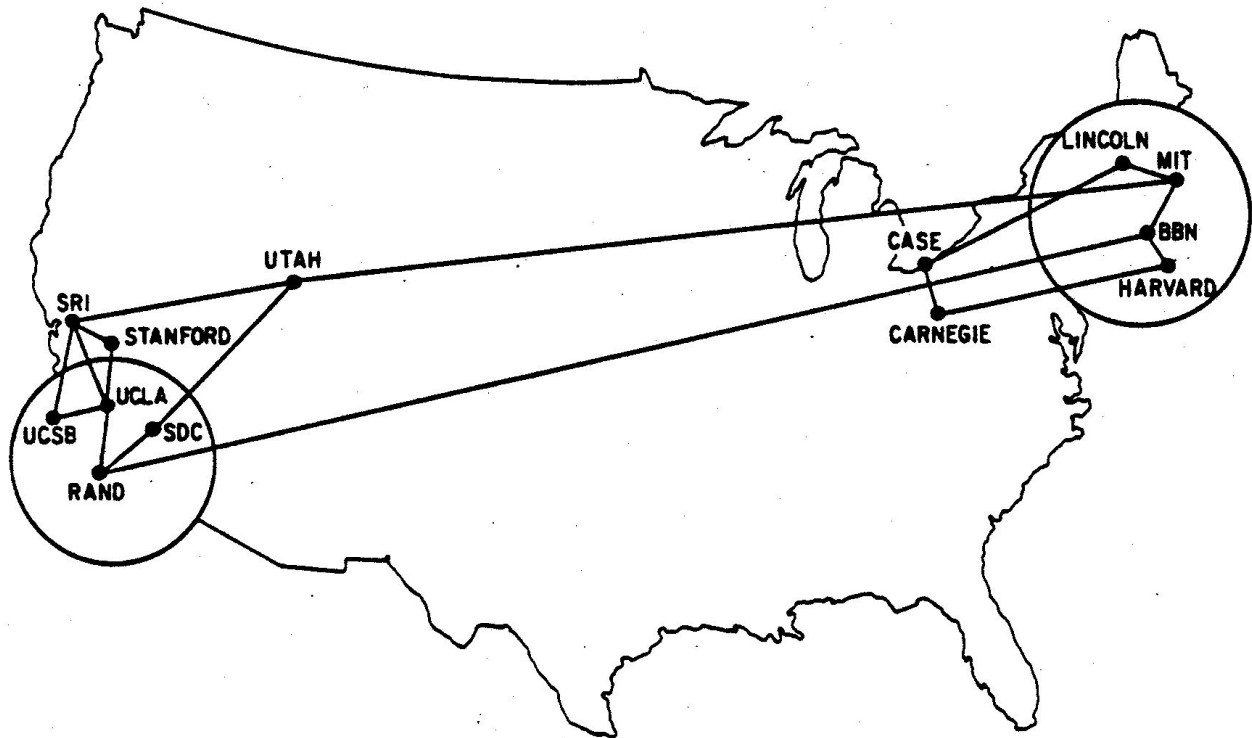 LINCOLN
MIT
CASE
BBN
UTAH
HARVARD
SRI
STANFORD
CARNEGIE
UCLA
UCSB
SDC
RAND